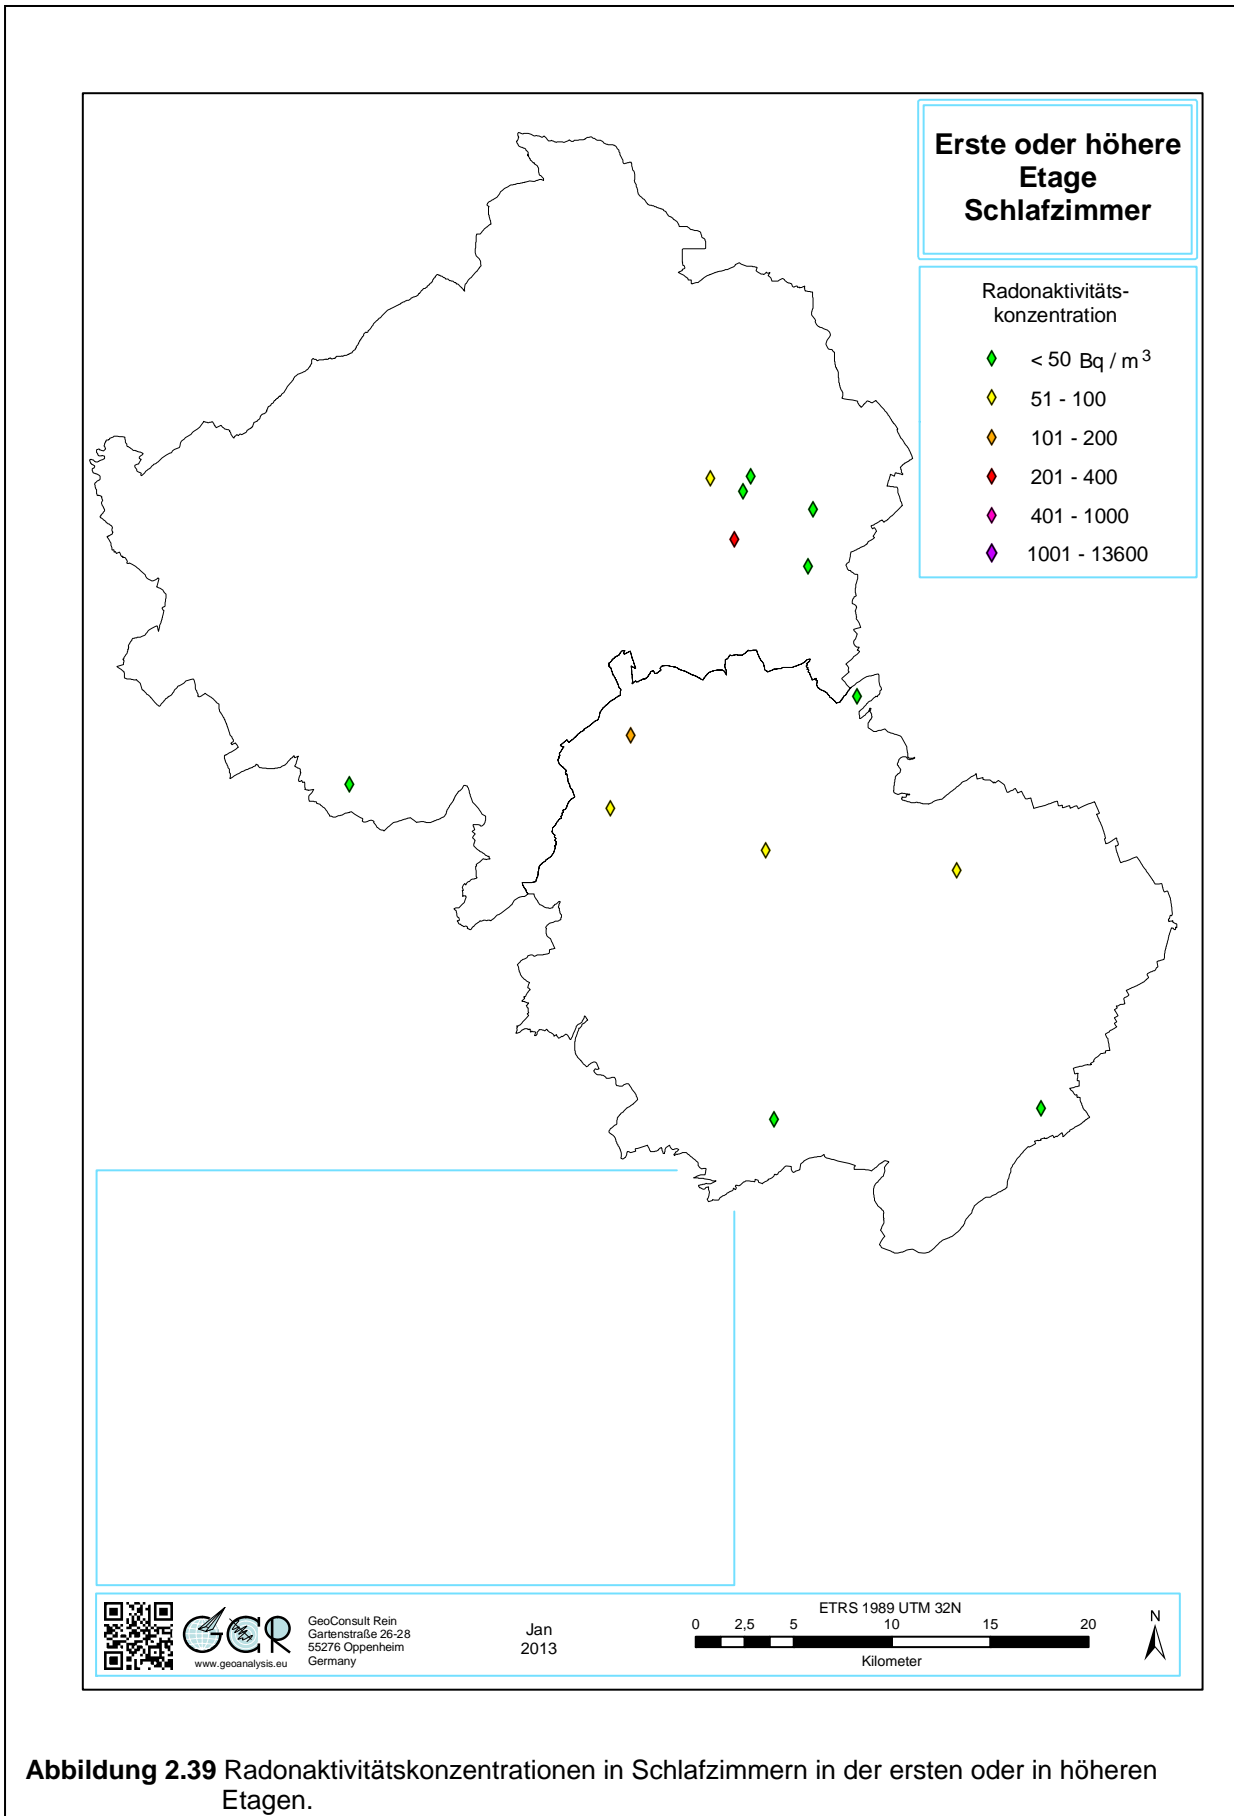 Erste oder höhere
Etage
Schlafzimmer
Radonaktivitäts-
konzentration
< 50 Bq / m³
51 - 100
101 - 200
201 - 400
401 - 1000
1001 - 13600
GCR
www.geoanalysis.eu
GeoConsult Rein
Gartenstraße 26-28
55276 Oppenheim
Germany
Jan
2013
ETRS 1989 UTM 32N
0 2,5 5 10 15 20
Kilometer
N
Abbildung 2.39 Radonaktivitätskonzentrationen in Schlafzimmern in der ersten oder in höheren
Etagen.